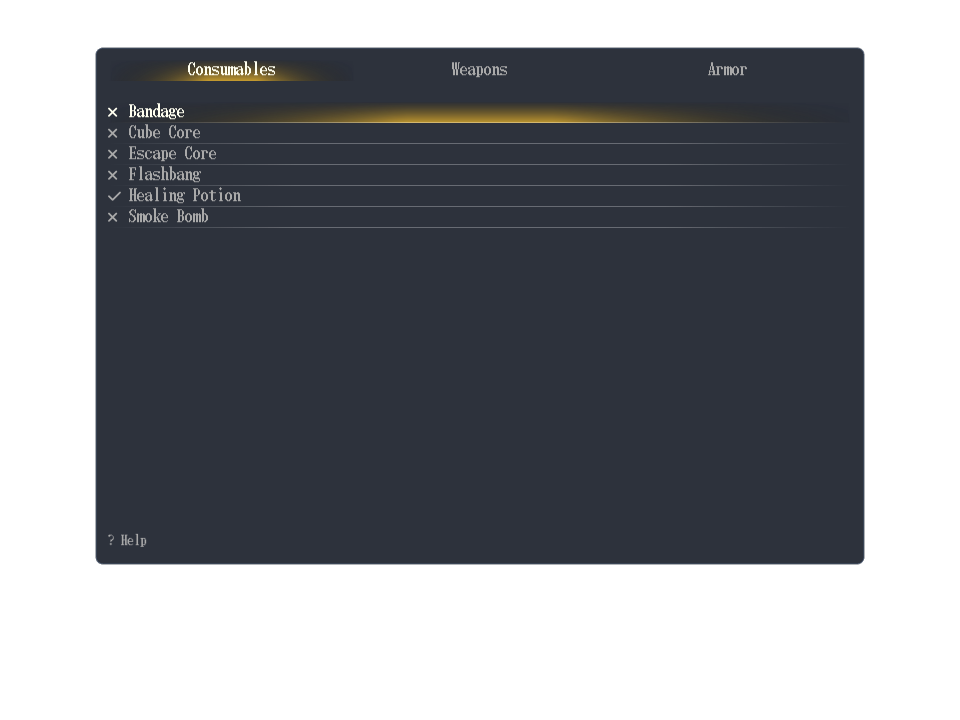 Consumables Weapons Armor
× Bandage
× Cube Core
× Escape Core
× Flashbang
✓ Healing Potion
× Smoke Bomb
? Help